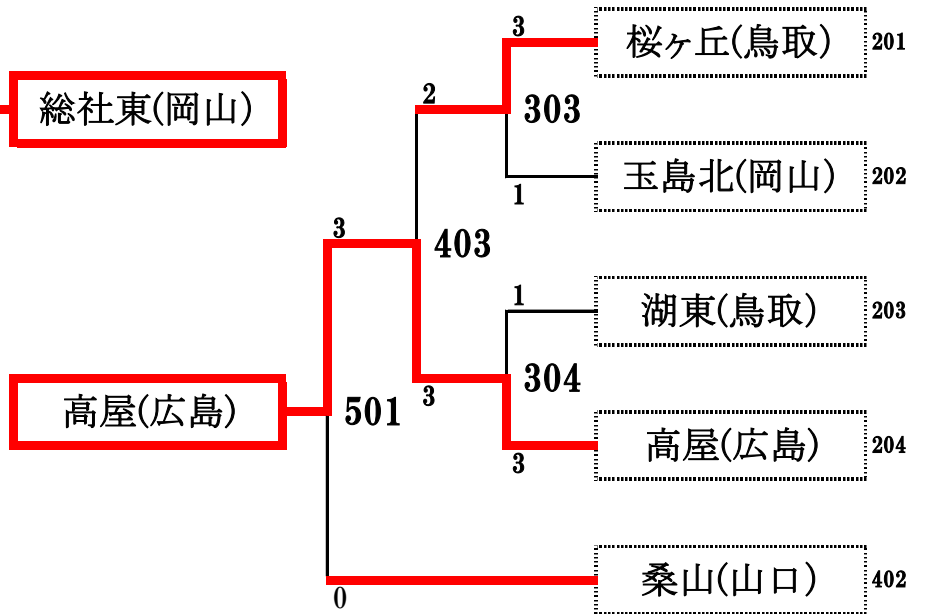 3
桜ヶ丘(鳥取)
201
総社東(岡山)
2
303
玉島北(岡山)
202
1
3
403
1
湖東(鳥取)
203
304
高屋(広島)
501
3
高屋(広島)
204
3
桑山(山口)
402
0